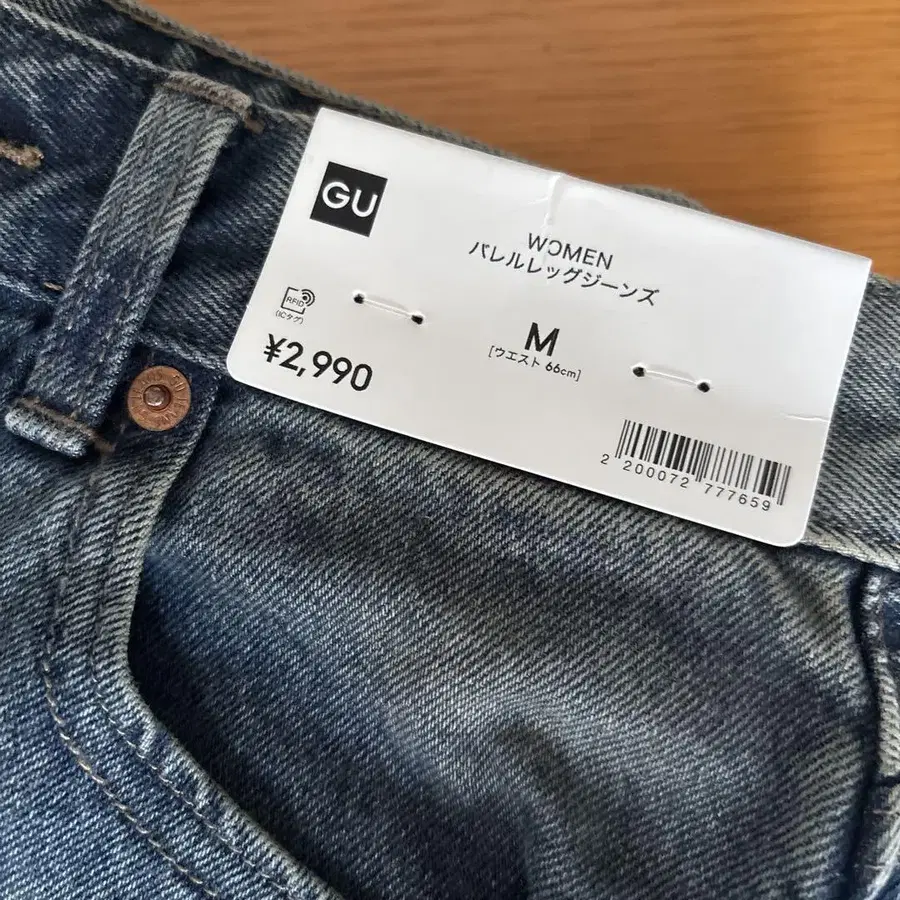 GU
WOMEN
バレルレッグジーンズ
RFID
(ICタグ)
M
[ウエスト 66cm]
¥2,990
2 200072 777659